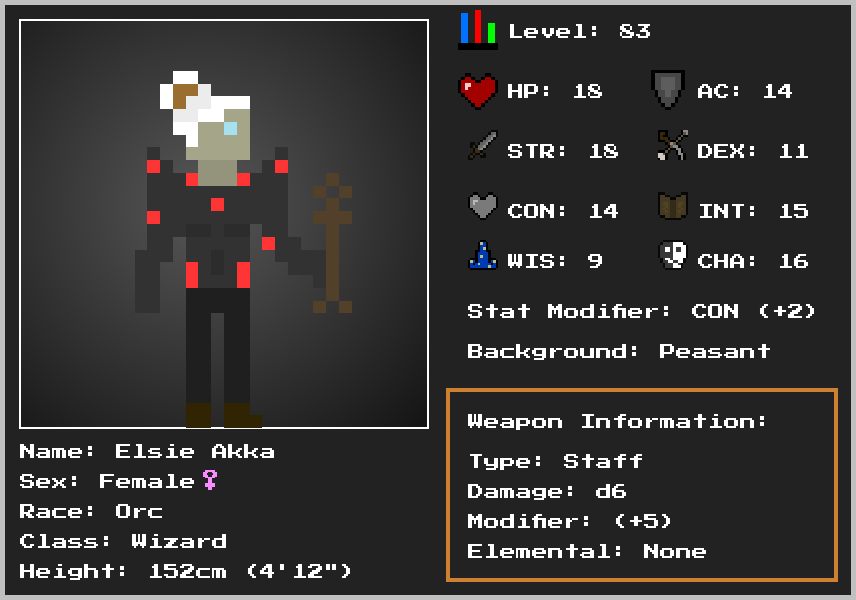 Level: 83
HP: 18
AC: 14
STR: 18
DEX: 11
CON: 14
INT: 15
WIS: 9
CHA: 16
Stat Modifier: CON (+2)
Background: Peasant
Weapon Information:
Type: Staff
Damage: d6
Modifier: (+5)
Elemental: None
Name: Elsie Akka
Sex: Female♀
Race: Orc
Class: Wizard
Height: 152cm (4'12")